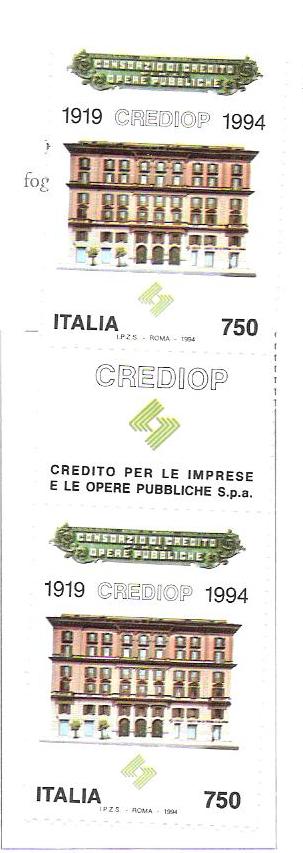 CONSORZIO DI CREDITO
OPERE PUBBLICHE
1919 CREDIOP 1994
fog
ITALIA 750
I.P.Z.S. - ROMA - 1994
CREDIOP
CREDITO PER LE IMPRESE
E LE OPERE PUBBLICHE S.p.a.
CONSORZIO DI CREDITO
OPERE PUBBLICHE
1919 CREDIOP 1994
ITALIA 750
I.P.Z.S. - ROMA - 1994